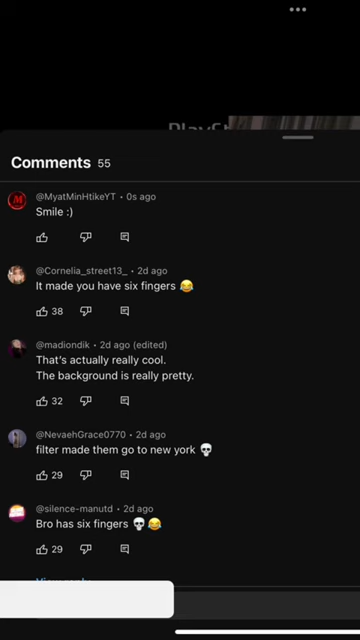 Comments 55
@MyatMinHtikeYT • 0s ago
Smile :)
@Cornelia_street13_ • 2d ago
It made you have six fingers 😂
38
@madiondik • 2d ago (edited)
That's actually really cool.
The background is really pretty.
32
@NevaehGrace0770 • 2d ago
filter made them go to new york 💀
29
@silence-manutd • 2d ago
Bro has six fingers 💀😂
29